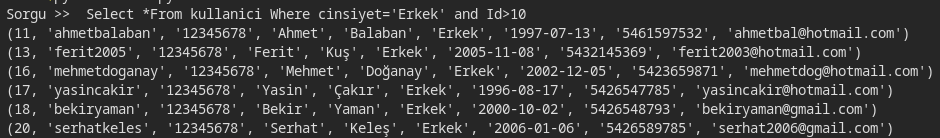 Sorgu >>  Select *From kullanici Where cinsiyet='Erkek' and Id>10
(11, 'ahmetbalaban', '12345678', 'Ahmet', 'Balaban', 'Erkek', '1997-07-13', '5461597532', 'ahmetbal@hotmail.com')
(13, 'ferit2005', '12345678', 'Ferit', 'Kuş', 'Erkek', '2005-11-08', '5432145369', 'ferit2003@hotmail.com')
(16, 'mehmetdoganay', '12345678', 'Mehmet', 'Doğanay', 'Erkek', '2002-12-05', '5423659871', 'mehmetdog@hotmail.com')
(17, 'yasincakir', '12345678', 'Yasin', 'Çakır', 'Erkek', '1996-08-17', '5426547785', 'yasincakir@hotmail.com')
(18, 'bekiryaman', '12345678', 'Bekir', 'Yaman', 'Erkek', '2000-10-02', '5426548793', 'bekiryaman@gmail.com')
(20, 'serhatkeles', '12345678', 'Serhat', 'Keleş', 'Erkek', '2006-01-06', '5426589785', 'serhat2006@gmail.com')